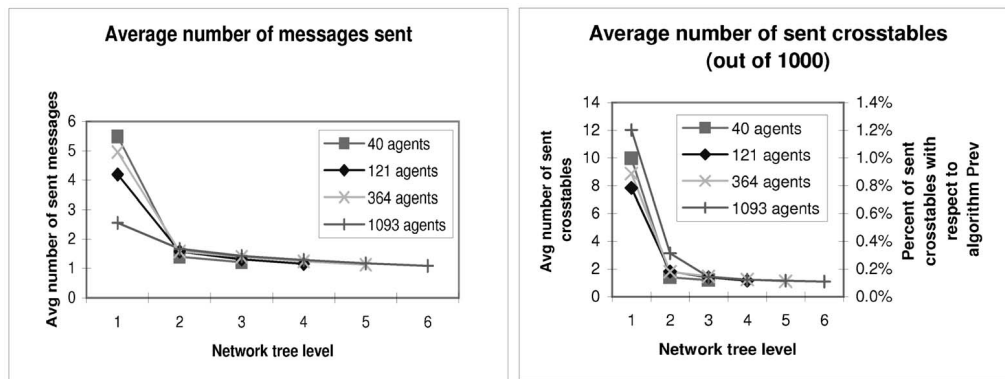 Average number of messages sent
Avg number of sent messages
6
5
4
3
2
1
0
40 agents
121 agents
364 agents
1093 agents
1 2 3 4 5 6
Network tree level
Average number of sent crosstables
(out of 1000)
Avg number of sent
crosstables
14
12
10
8
6
4
2
0
40 agents
121 agents
364 agents
1093 agents
1.4%
1.2%
1.0%
0.8%
0.6%
0.4%
0.2%
0.0%
Percent of sent
crosstables with
respect to
algorithm Prev
1 2 3 4 5 6
Network tree level